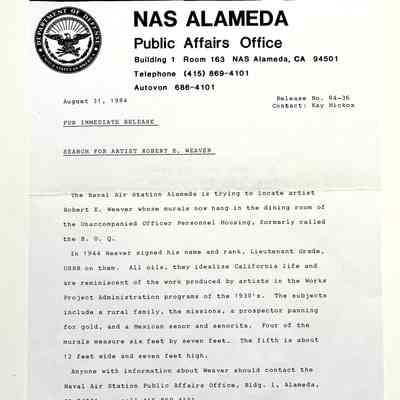 DEPARTMENT OF DEFENSE
UNITED STATES OF AMERICA
NAS ALAMEDA
Public Affairs Office
Building 1 Room 163 NAS Alameda, CA 94501
Telephone (415) 869-4101
Autovon 686-4101
August 31, 1984
Release No. 84-36
Contact: Kay Hickox
FOR IMMEDIATE RELEASE
SEARCH FOR ARTIST ROBERT E. WEAVER
The Naval Air Station Alameda is trying to locate artist
Robert E. Weaver whose murals now hang in the dining room of
the Unaccompanied Officer Personnel Housing, formerly called
the B. O. Q.
In 1944 Weaver signed his name and rank, Lieutenant Grade,
USNR on them. All oils, they idealize California life and
are reminiscent of the work produced by artists in the Works
Project Administration programs of the 1930's. The subjects
include a rural family, the missions, a prospector panning
for gold, and a Mexican senor and senorita. Four of the
murals measure six feet by seven feet. The fifth is about
12 feet wide and seven feet high.
Anyone with information about Weaver should contact the
Naval Air Station Public Affairs Office, Bldg. 1, Alameda,